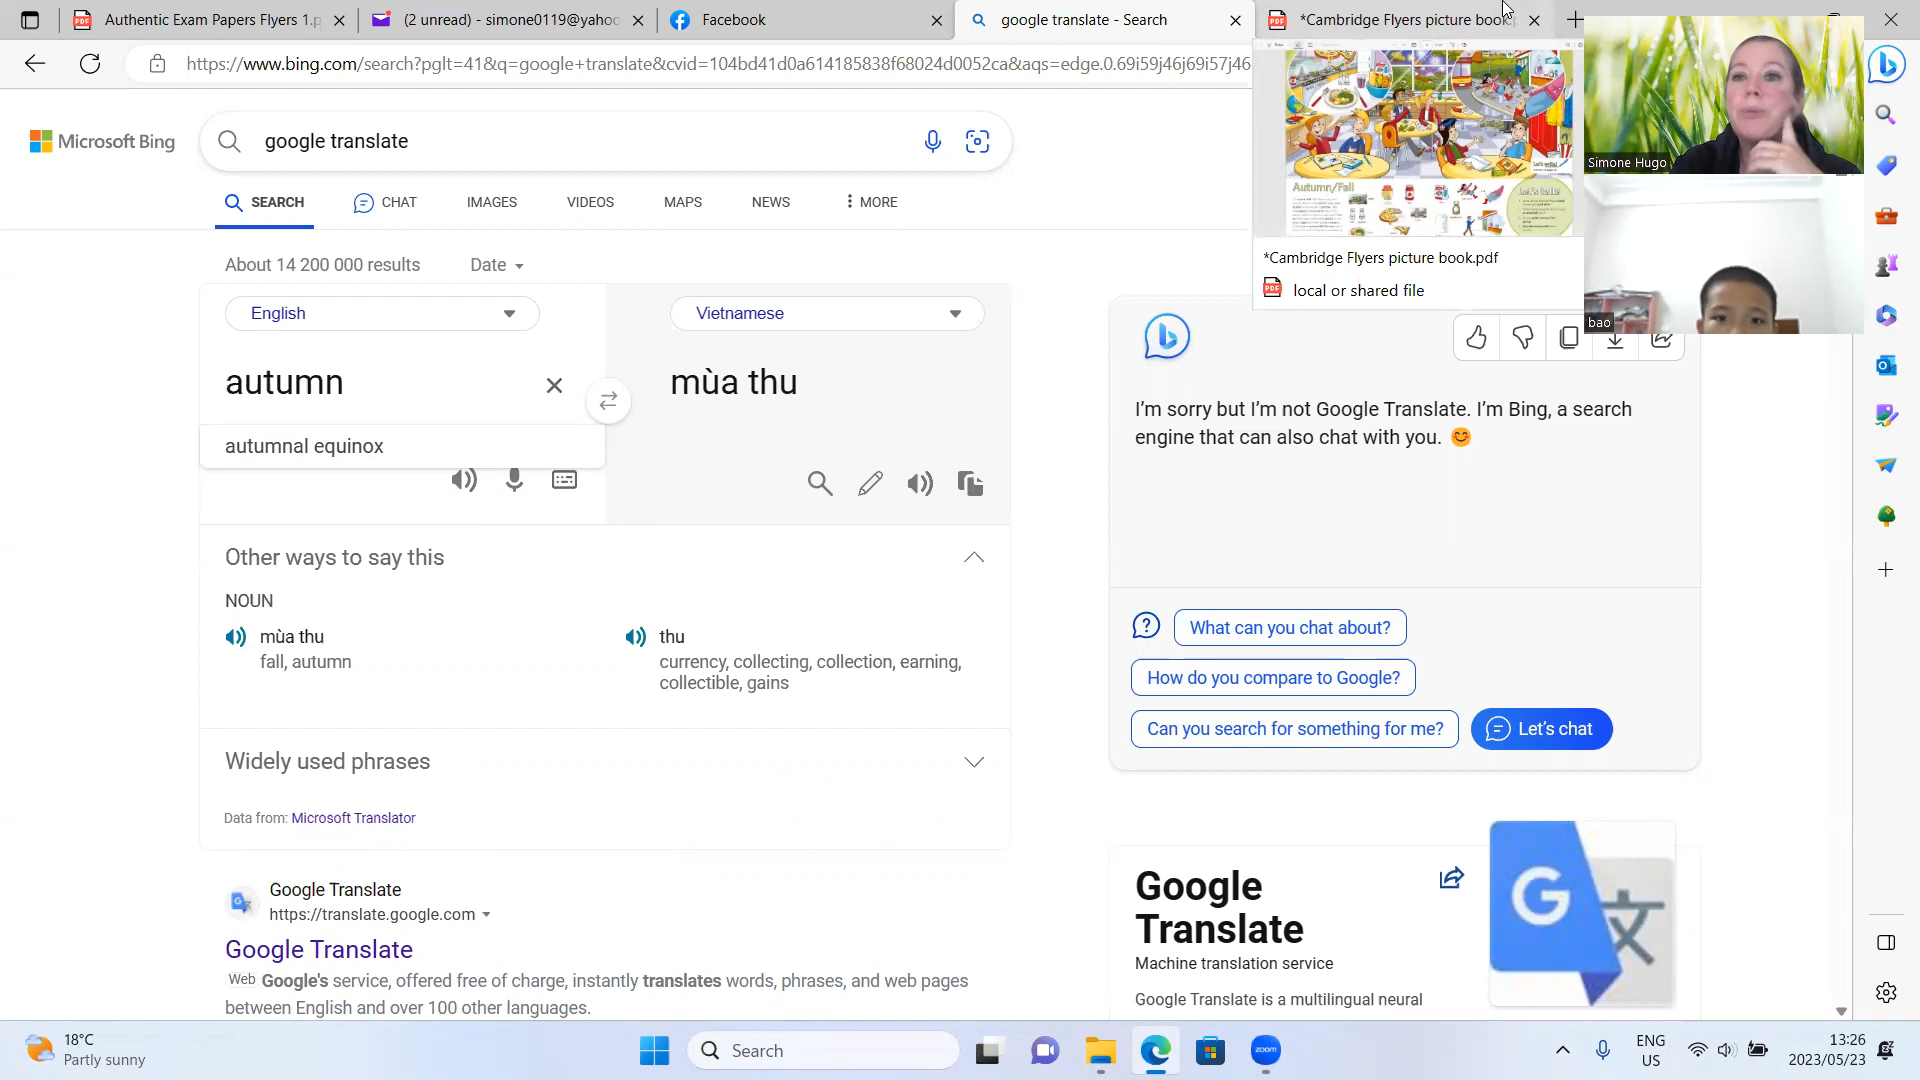 Authentic Exam Papers Flyers 1.p
(2 unread) - simone0119@yahoo
Facebook
google translate - Search
*Cambridge Flyers picture book.p
https://www.bing.com/search?pglt=41&q=google+translate&cvid=104bd41d0a614185838f68024d0052ca&aqs=edge.0.69i59j46j69i57j46
Microsoft Bing
google translate
SEARCH
CHAT
IMAGES
VIDEOS
MAPS
NEWS
MORE
About 14 200 000 results
Date
English
Vietnamese
autumn
mùa thu
autumnal equinox
Other ways to say this
NOUN
mùa thu
fall, autumn
thu
currency, collecting, collection, earning,
collectible, gains
Widely used phrases
Data from: Microsoft Translator
Google Translate
https://translate.google.com
Google Translate
Web Google's service, offered free of charge, instantly translates words, phrases, and web pages
between English and over 100 other languages.
Autumn/Fall
Let's write!
Let's talk!
*Cambridge Flyers picture book.pdf
local or shared file
Simone Hugo
bao
I'm sorry but I'm not Google Translate. I'm Bing, a search
engine that can also chat with you. 😊
What can you chat about?
How do you compare to Google?
Can you search for something for me?
Let's chat
Google
Translate
Machine translation service
Google Translate is a multilingual neural
G 文
18°C
Partly sunny
Search
zoom
ENG
US
13:26
2023/05/23